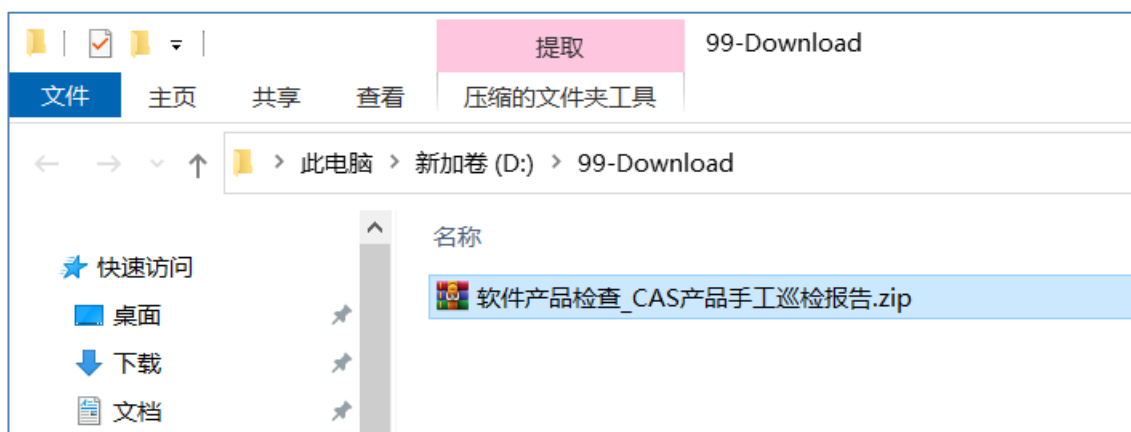 提取 99-Download
文件 主页 共享 查看 压缩的文件夹工具
此电脑 新加卷 (D:) 99-Download
名称
快速访问
软件产品检查_CAS产品手工巡检报告.zip
桌面
下载
文档